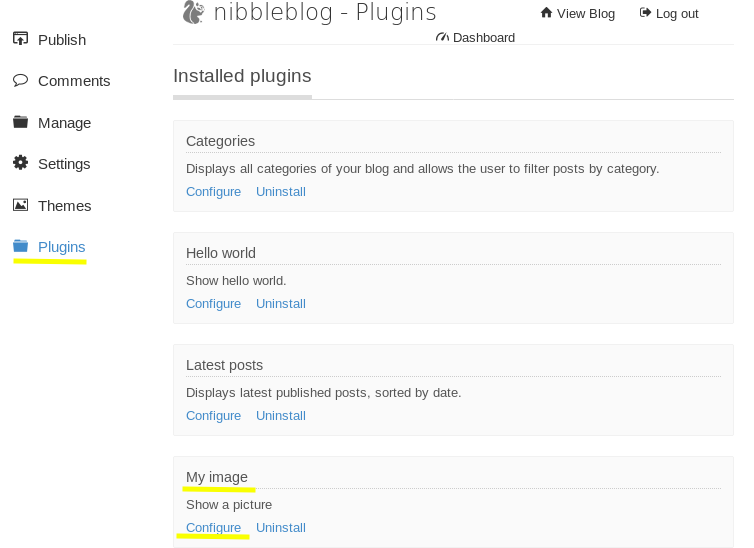 nibbleblog - Plugins
View Blog
Log out
Dashboard
Publish
Comments
Manage
Settings
Themes
Plugins
Installed plugins
Categories
Displays all categories of your blog and allows the user to filter posts by category.
Configure Uninstall
Hello world
Show hello world.
Configure Uninstall
Latest posts
Displays latest published posts, sorted by date.
Configure Uninstall
My image
Show a picture
Configure Uninstall